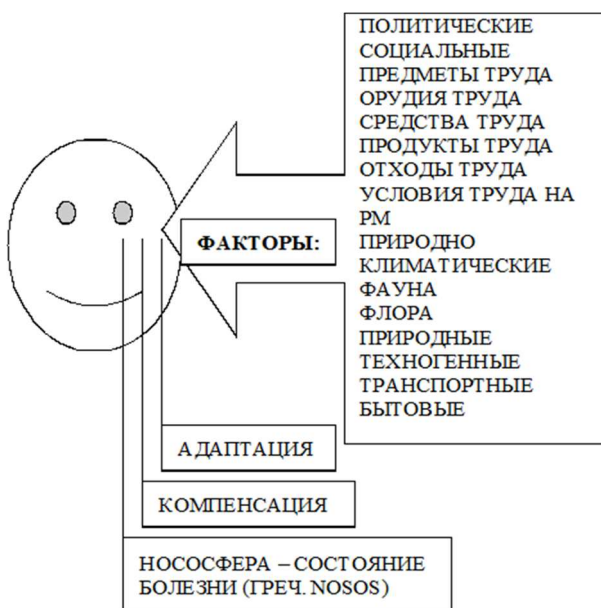 ПОЛИТИЧЕСКИЕ
СОЦИАЛЬНЫЕ
ПРЕДМЕТЫ ТРУДА
ОРУДИЯ ТРУДА
СРЕДСТВА ТРУДА
ПРОДУКТЫ ТРУДА
ОТХОДЫ ТРУДА
УСЛОВИЯ ТРУДА НА
РМ
ПРИРОДНО
КЛИМАТИЧЕСКИЕ
ФАУНА
ФЛОРА
ПРИРОДНЫЕ
ТЕХНОГЕННЫЕ
ТРАНСПОРТНЫЕ
БЫТОВЫЕ
ФАКТОРЫ:
АДАПТАЦИЯ
КОМПЕНСАЦИЯ
НОСОСФЕРА – СОСТОЯНИЕ
БОЛЕЗНИ (ГРЕЧ. NOSOS)